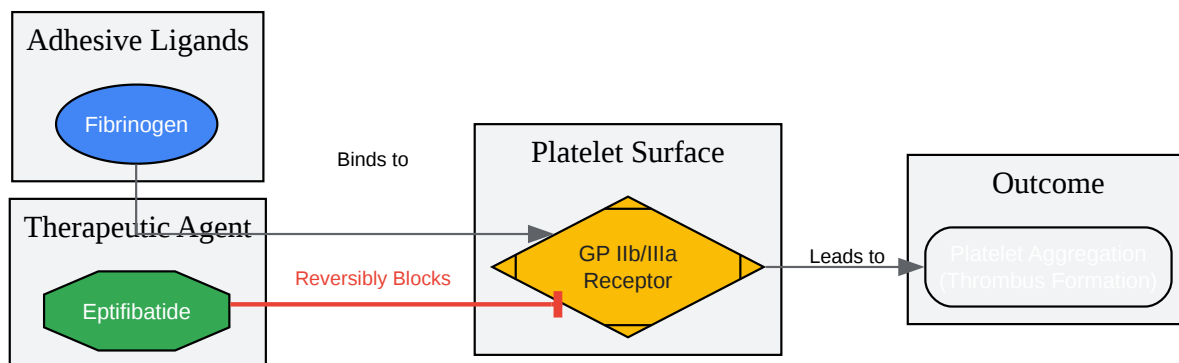 Adhesive Ligands
Fibrinogen
Binds to
Therapeutic Agent
Eptifibatide
Reversibly Blocks
Platelet Surface
GP IIb/IIIa
Receptor
Leads to
Outcome
Platelet Aggregation
(Thrombus Formation)